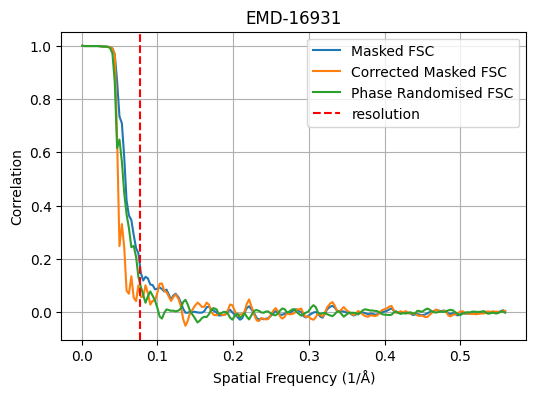 EMD-16931
Masked FSC
Corrected Masked FSC
Phase Randomised FSC
resolution
Correlation
1.0
0.8
0.6
0.4
0.2
0.0
0.0 0.1 0.2 0.3 0.4 0.5
Spatial Frequency (1/Å)